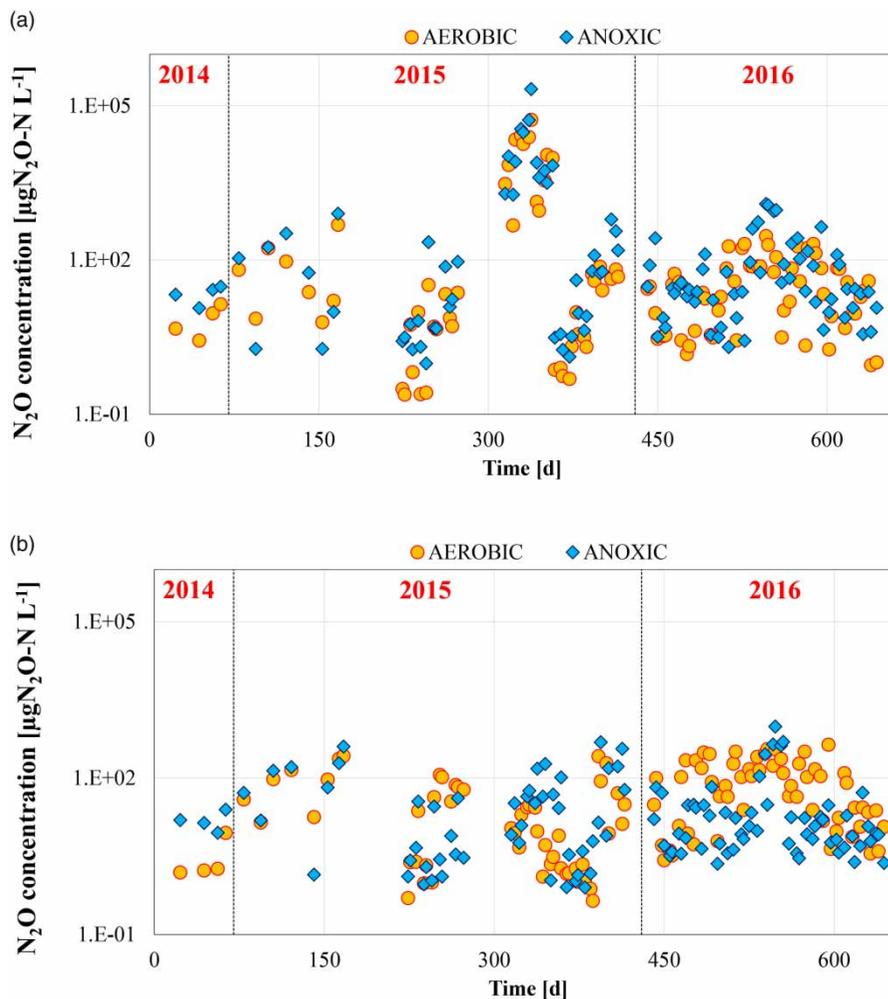 (a)
AEROBIC ANOXIC
2014 2015 2016
1.E+05
1.E+02
1.E-01
N₂O concentration [µgN₂O-N L⁻¹]
0 150 300 450 600
Time [d]
(b)
AEROBIC ANOXIC
2014 2015 2016
1.E+05
1.E+02
1.E-01
N₂O concentration [µgN₂O-N L⁻¹]
0 150 300 450 600
Time [d]